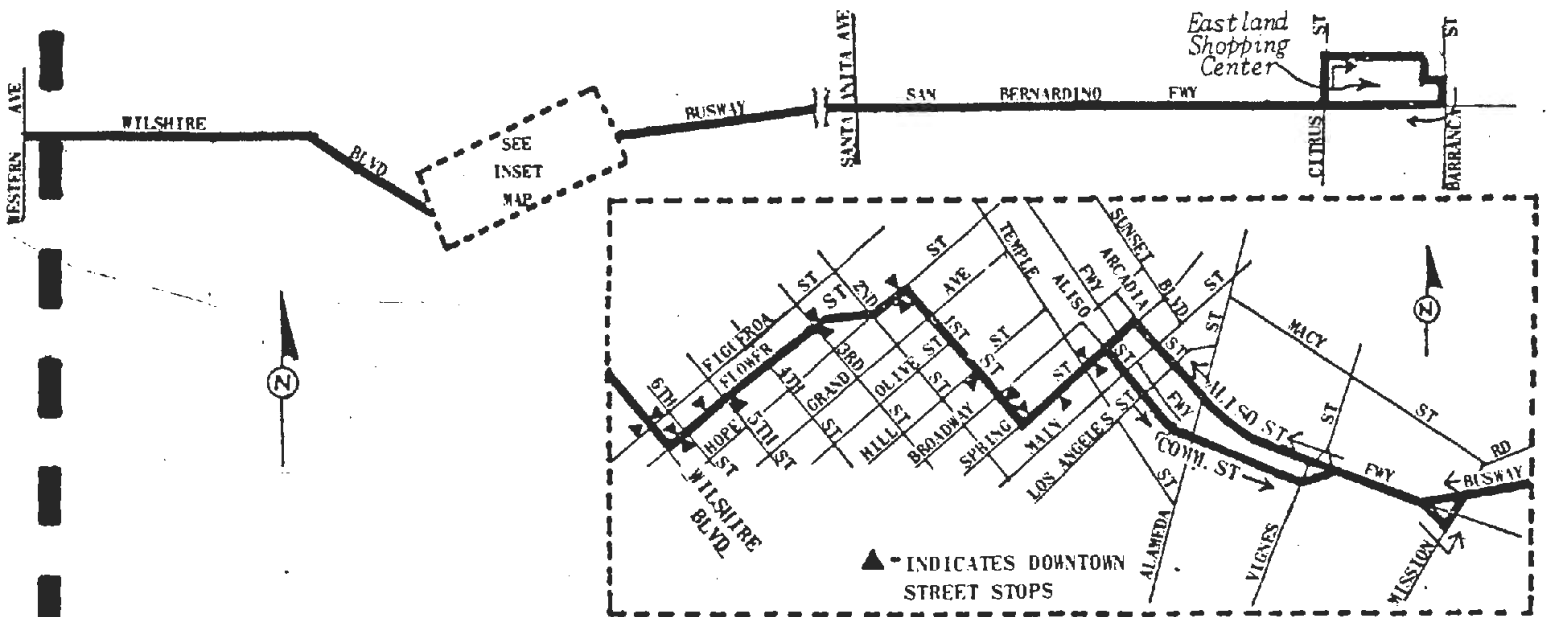 WESTERN AVE
WILSHIRE
BLVD
SEE
INSET
MAP
BUSWAY
SANTA ANITA AVE
SAN BERNARDINO FWY
Eastland
Shopping
Center
CITRUS ST
BARRANCA ST
N
FIGUEROA ST
FLOWER ST
HOPE ST
GRAND AVE
OLIVE ST
HILL ST
BROADWAY
SPRING ST
MAIN ST
LOS ANGELES ST
6TH ST
5TH ST
4TH ST
3RD ST
2ND
1ST ST
TEMPLE ST
ALISO ST
FWY
FWY
ARCADIA ST
SUNSET BLVD
ALISO ST
COMM. ST
ALAMEDA ST
VIGNES ST
MACY ST
MISSION RD
FWY
BUSWAY
WILSHIRE
BLVD
N
▲ - INDICATES DOWNTOWN
STREET STOPS